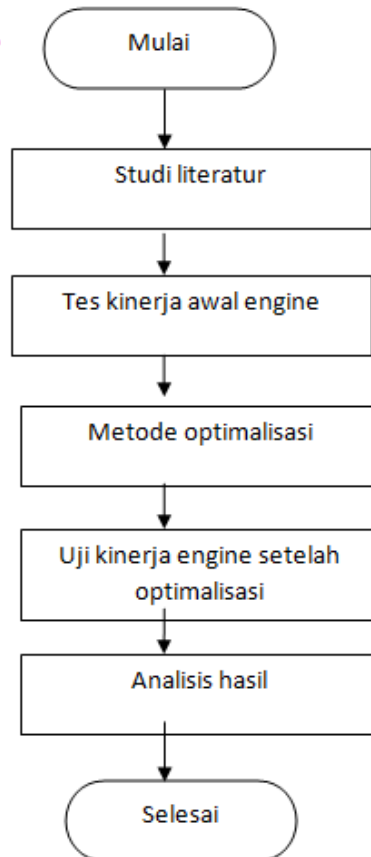 Mulai
Studi literatur
Tes kinerja awal engine
Metode optimalisasi
Uji kinerja engine setelah
optimalisasi
Analisis hasil
Selesai